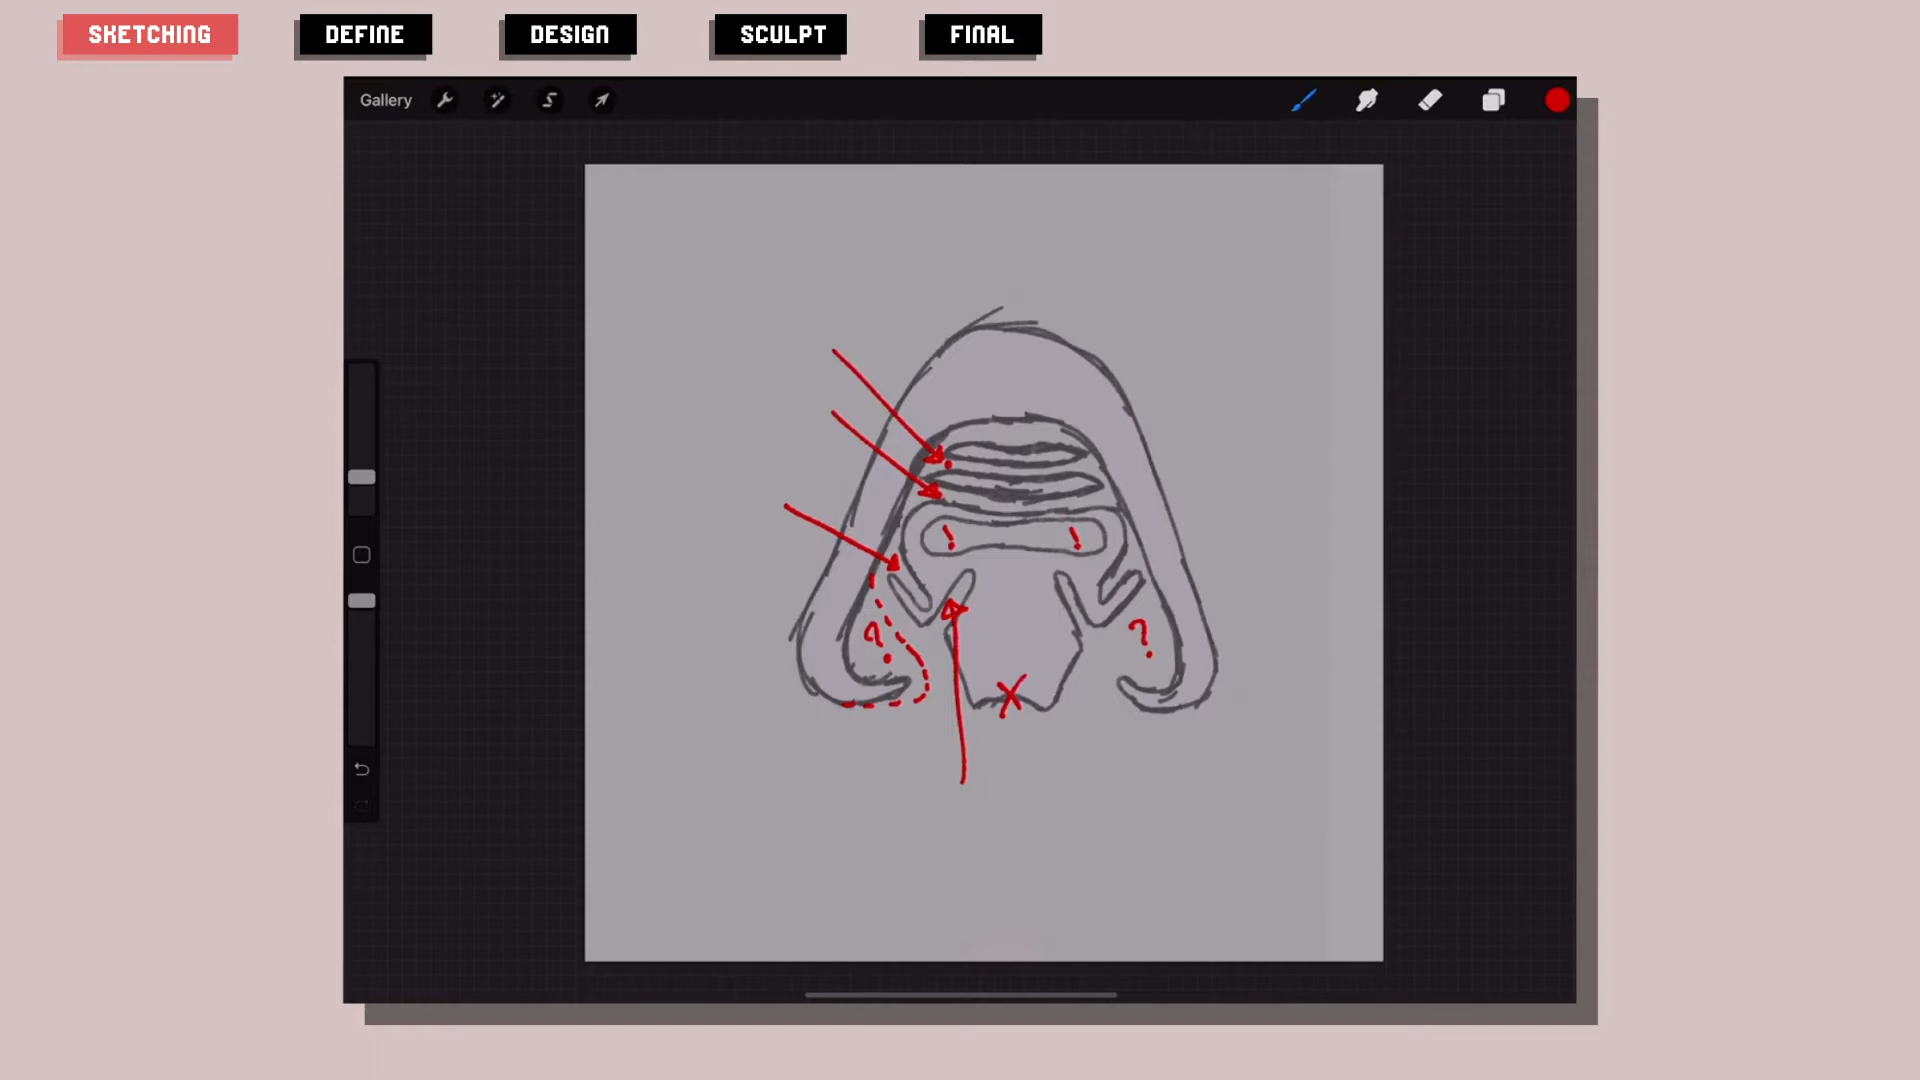 SKETCHING DEFINE DESIGN SCULPT FINAL
Gallery
! !
? ?
X